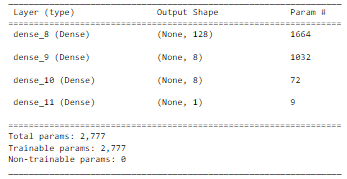 Layer (type) Output Shape Param #
dense_8 (Dense) (None, 128) 1664
dense_9 (Dense) (None, 8) 1032
dense_10 (Dense) (None, 8) 72
dense_11 (Dense) (None, 1) 9
Total params: 2,777
Trainable params: 2,777
Non-trainable params: 0